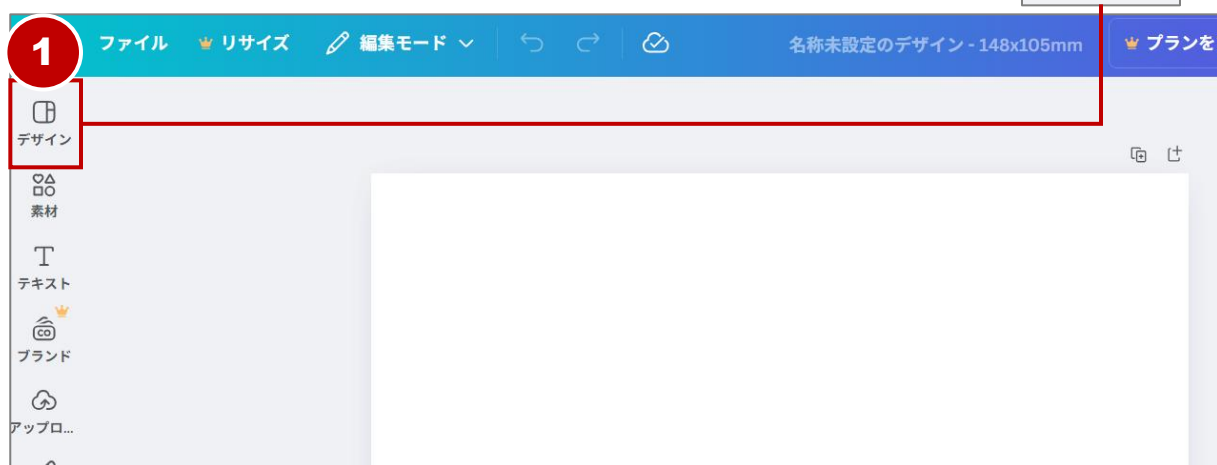 1
ファイル リサイズ 編集モード 名称未設定のデザイン - 148x105mm プランを
デザイン
素材
テキスト
CO
ブランド
アップロ...